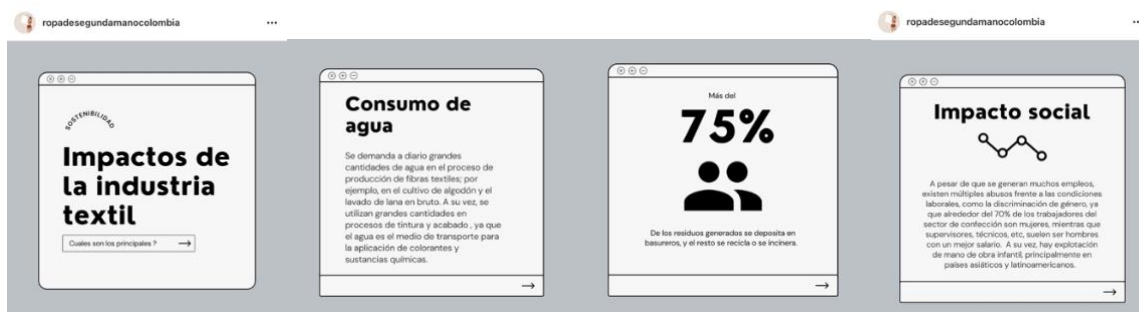 ropadesegundamanocolombia
SOSTENIBILIDAD
Impactos de
la industria
textil
Cuales son los principales ?
Consumo de
agua
Se demanda a diario grandes
cantidades de agua en el proceso de
producción de fibras textiles; por
ejemplo, en el cultivo de algodón y el
lavado de lana en bruto. A su vez, se
utilizan grandes cantidades en
procesos de tintura y acabado , ya que
el agua es el medio de transporte para
la aplicación de colorantes y
sustancias químicas.
Más del
75%
De los residuos generados se deposita en
basureros, y el resto se recicla o se incinera.
ropadesegundamanocolombia
Impacto social
A pesar de que se generan muchos empleos,
existen múltiples abusos frente a las condiciones
laborales, como la discriminación de género, ya
que alrededor del 70% de los trabajadores del
sector de confección son mujeres, mientras que
supervisores, técnicos, etc, suelen ser hombres
con un mejor salario. A su vez, hay explotación
de mano de obra infantil, principalmente en
países asiáticos y latinoamericanos.